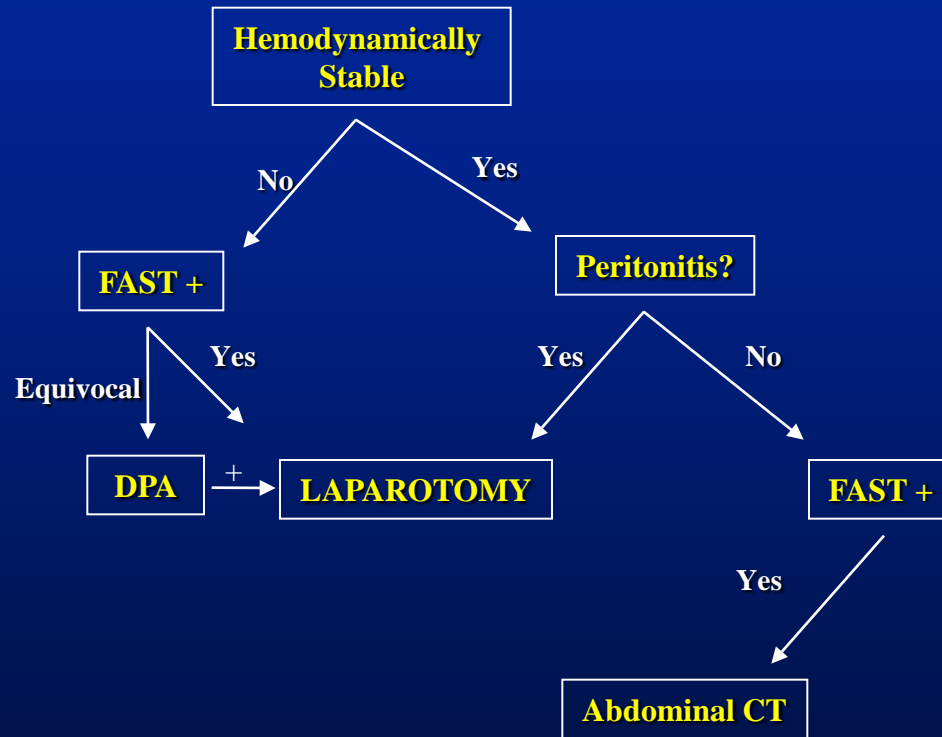 Hemodynamically
Stable
No
Yes
FAST +
Peritonitis?
Equivocal
Yes
Yes
No
DPA
+
LAPAROTOMY
FAST +
Yes
Abdominal CT